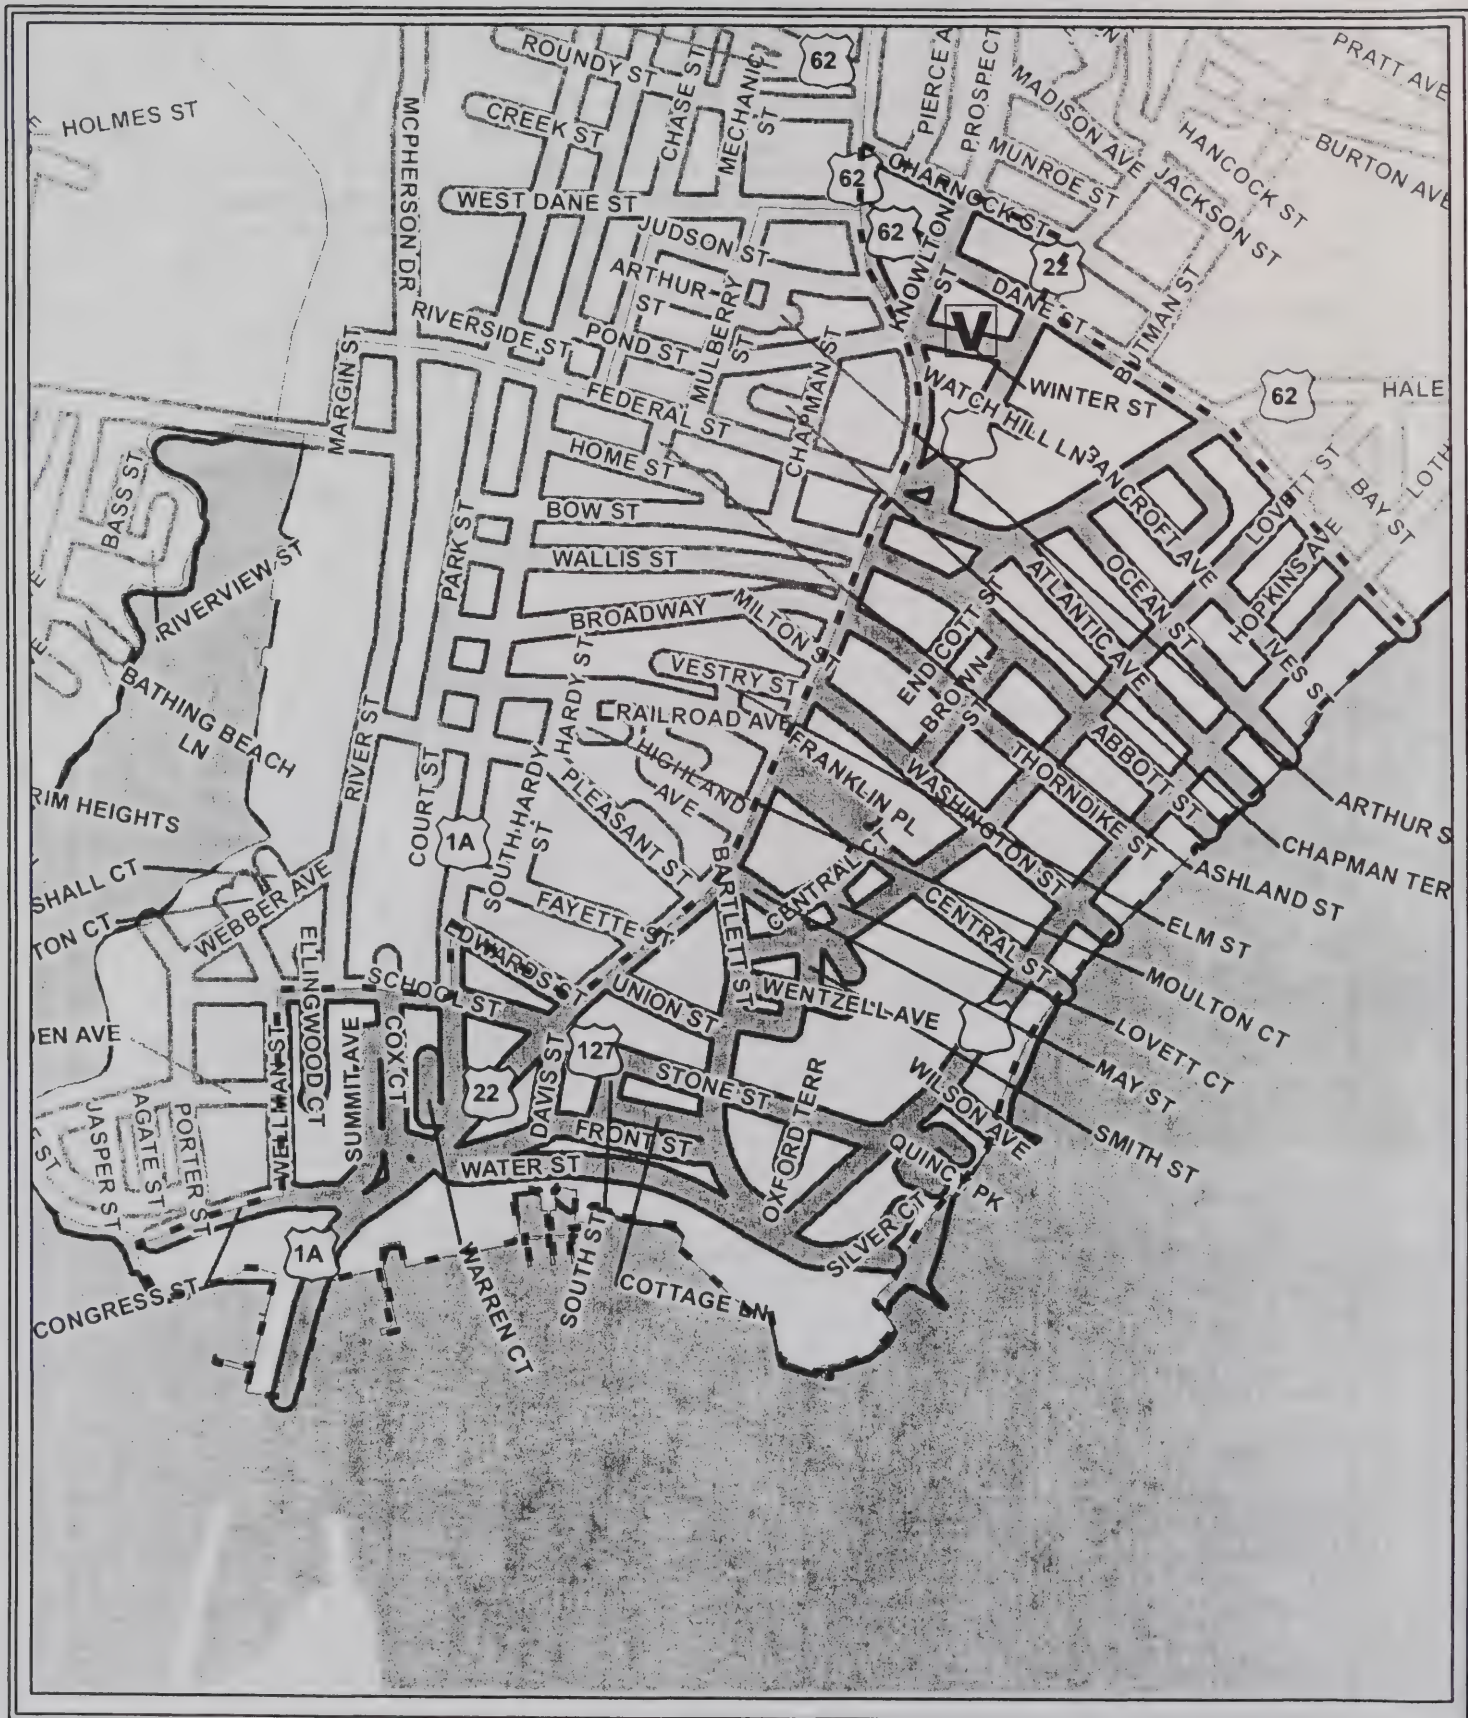 ROUNDY ST
CHASE ST
MECHANIC
ST
62
PIERCE A
PROSPECT
PRATT AVE
MADISON AVE
HOLMES ST
MCPHERSON DR
CREEK ST
HANCOCK ST
BURTON AVE
62
CHARNOCK ST
MUNROE ST
JACKSON ST
WEST DANE ST
JUDSON ST
62
KNOWLTON
ST
22
DANE ST
BUTMAN ST
ARTHUR
ST
MULBERRY
ST
RIVERSIDE ST
POND ST
V
MARGIN ST
CHAPMAN ST
FEDERAL ST
WATCH HILL LN
WINTER ST
62
HALE
HOME ST
BANCROFT AVE
LOVETT ST
BAY ST
LOTH
BASS ST
PARK ST
BOW ST
WALLIS ST
RIVERVIEW ST
BROADWAY
MILTON ST
ENDICOTT ST
ATLANTIC AVE
OCEAN ST
HOPKINS AVE
IVES ST
HARDY ST
VESTRY ST
BROWN
ST
BATHING BEACH
LN
RIVER ST
RAILROAD AVE
HIGHLAND
AVE
FRANKLIN PL
WASHINGTON ST
THORNDIKE ST
ABBOTT ST
RIM HEIGHTS
COURT ST
1A
SOUTH HARDY
ST
PLEASANT ST
ARTHUR S
CHAPMAN TER
ASHLAND ST
ELM ST
MOULTON CT
LOVETT CT
MAY ST
SMITH ST
SHALL CT
TON CT
WEBBER AVE
FAYETTE ST
BARTLETT ST
CENTRAL CT
CENTRAL ST
ELLINGWOOD CT
EDWARDS ST
SCHOOL ST
UNION ST
WENTZELL AVE
DEN AVE
WELLMAN ST
SUMMIT AVE
COX CT
22
DAVIS ST
127
STONE ST
OXFORD TERR
WILSON AVE
E ST
JASPER ST
AGATE ST
PORTER ST
FRONT ST
WATER ST
QUINCY PK
SILVER CT
1A
CONGRESS ST
WARREN CT
SOUTH ST
COTTAGE LN